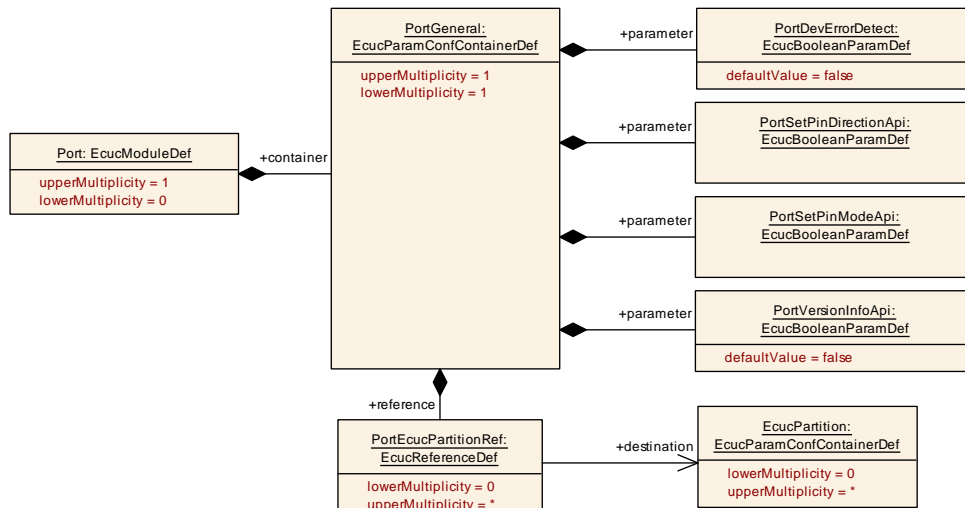 PortGeneral:
EcucParamConfContainerDef
upperMultiplicity = 1
lowerMultiplicity = 1
+parameter
PortDevErrorDetect:
EcucBooleanParamDef
defaultValue = false
+parameter
PortSetPinDirectionApi:
EcucBooleanParamDef
Port: EcucModuleDef
upperMultiplicity = 1
lowerMultiplicity = 0
+container
+parameter
PortSetPinModeApi:
EcucBooleanParamDef
+parameter
PortVersionInfoApi:
EcucBooleanParamDef
defaultValue = false
+reference
PortEcucPartitionRef:
EcucReferenceDef
lowerMultiplicity = 0
upperMultiplicity = *
+destination
EcucPartition:
EcucParamConfContainerDef
lowerMultiplicity = 0
upperMultiplicity = *